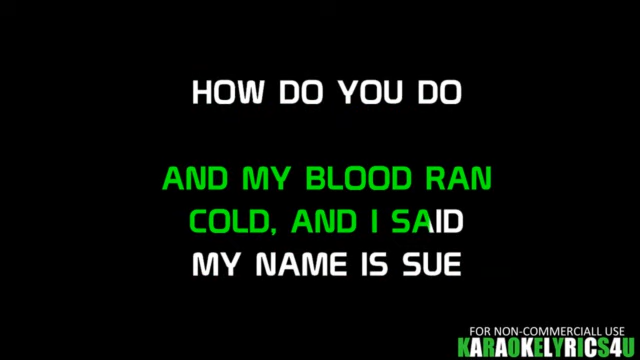 HOW DO YOU DO
AND MY BLOOD RAN
COLD, AND I SAID
MY NAME IS SUE
FOR NON-COMMERCIALL USE
KARAOKELYRICS4U